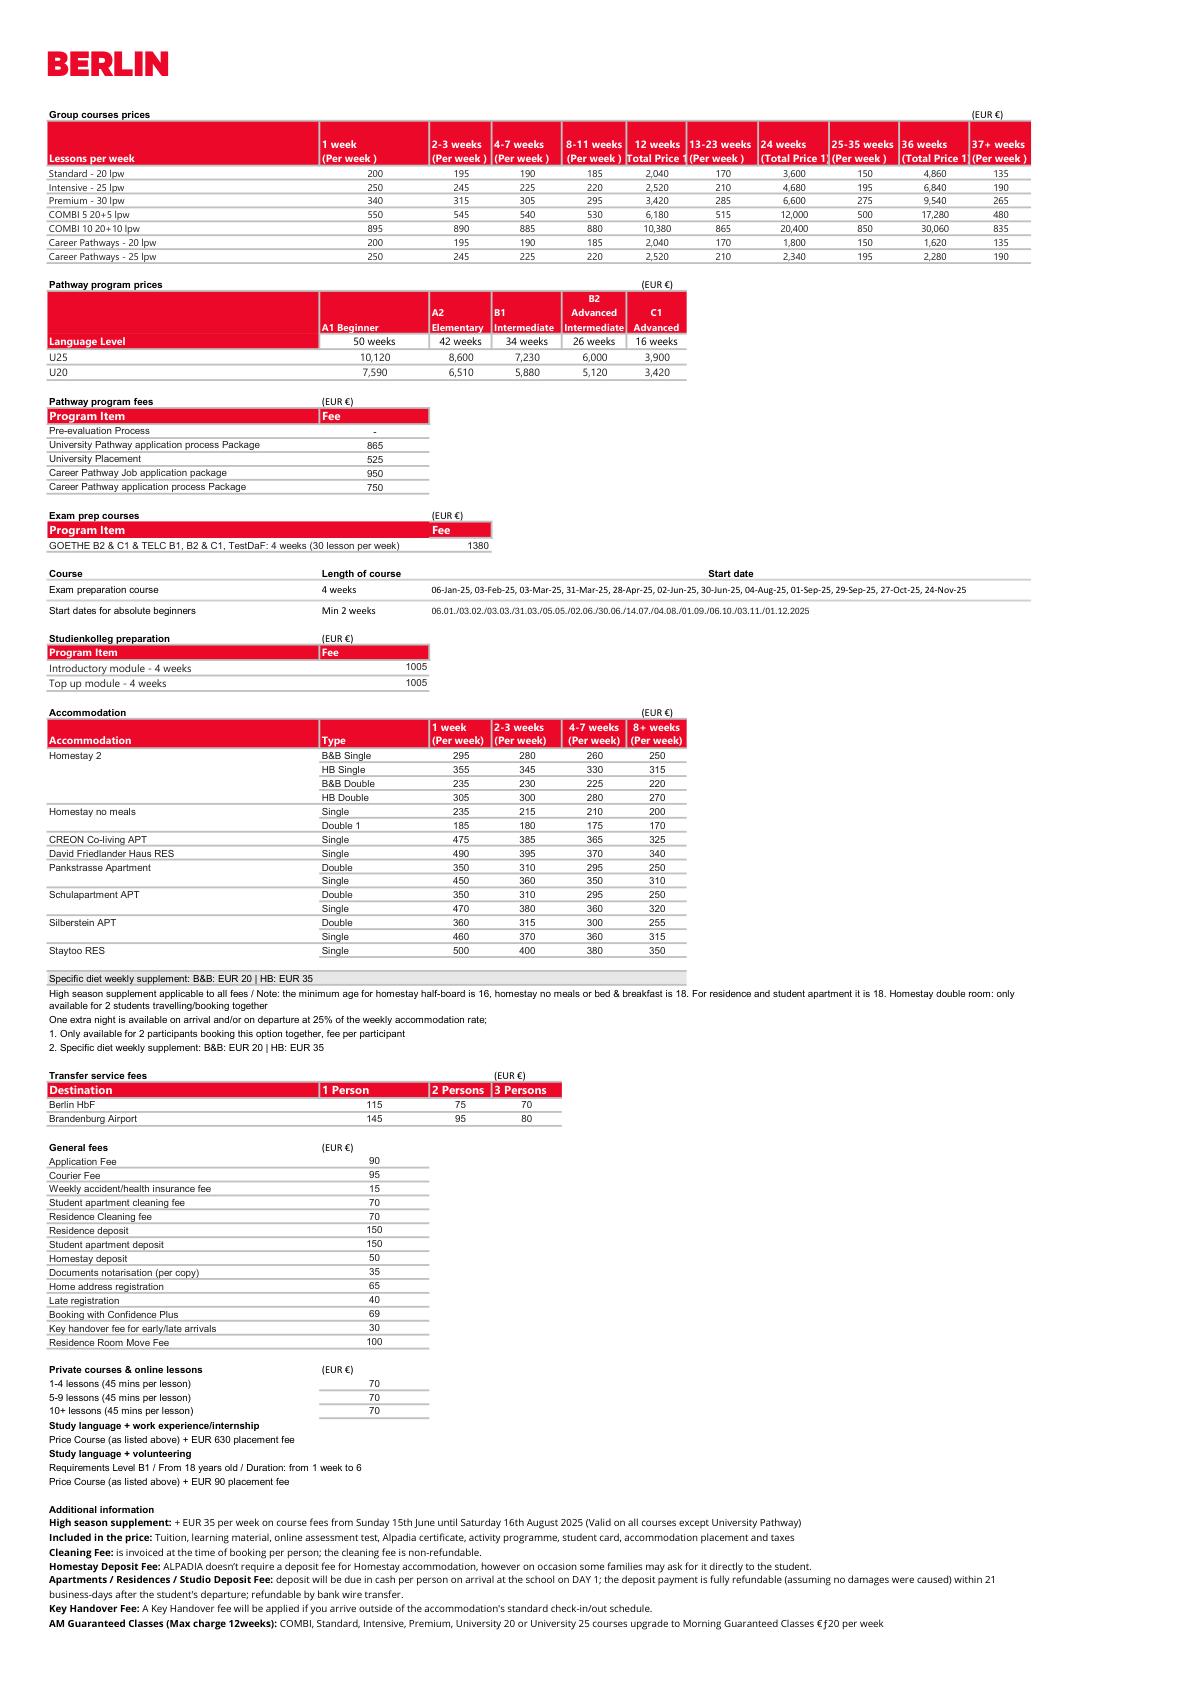 BERLIN
Group courses prices (EUR €)
Lessons per week 1 week (Per week ) 2-3 weeks (Per week ) 4-7 weeks (Per week ) 8-11 weeks (Per week ) 12 weeks Total Price 1 13-23 weeks (Per week ) 24 weeks (Total Price 1) 25-35 weeks (Per week ) 36 weeks (Total Price 1 37+ weeks (Per week )
Standard - 20 lpw 200 195 190 185 2,040 170 3,600 150 4,860 135
Intensive - 25 lpw 250 245 225 220 2,520 210 4,680 195 6,840 190
Premium - 30 lpw 340 315 305 295 3,420 285 6,600 275 9,540 265
COMBI 5 20+5 lpw 550 545 540 530 6,180 515 12,000 500 17,280 480
COMBI 10 20+10 lpw 895 890 885 880 10,380 865 20,400 850 30,060 835
Career Pathways - 20 lpw 200 195 190 185 2,040 170 1,800 150 1,620 135
Career Pathways - 25 lpw 250 245 225 220 2,520 210 2,340 195 2,280 190
Pathway program prices (EUR €)
A1 Beginner A2 Elementary B1 Intermediate B2 Advanced Intermediate C1 Advanced
Language Level 50 weeks 42 weeks 34 weeks 26 weeks 16 weeks
U25 10,120 8,600 7,230 6,000 3,900
U20 7,590 6,510 5,880 5,120 3,420
Pathway program fees (EUR €)
Program Item Fee
Pre-evaluation Process -
University Pathway application process Package 865
University Placement 525
Career Pathway Job application package 950
Career Pathway application process Package 750
Exam prep courses (EUR €)
Program Item Fee
GOETHE B2 & C1 & TELC B1, B2 & C1, TestDaF: 4 weeks (30 lesson per week) 1380
Course Length of course Start date
Exam preparation course 4 weeks 06-Jan-25, 03-Feb-25, 03-Mar-25, 31-Mar-25, 28-Apr-25, 02-Jun-25, 30-Jun-25, 04-Aug-25, 01-Sep-25, 29-Sep-25, 27-Oct-25, 24-Nov-25
Start dates for absolute beginners Min 2 weeks 06.01./03.02./03.03./31.03./05.05./02.06./30.06./14.07./04.08./01.09./06.10./03.11./01.12.2025
Studienkolleg preparation (EUR €)
Program Item Fee
Introductory module - 4 weeks 1005
Top up module - 4 weeks 1005
Accommodation (EUR €)
Accommodation Type 1 week (Per week) 2-3 weeks (Per week) 4-7 weeks (Per week) 8+ weeks (Per week)
Homestay 2 B&B Single 295 280 260 250
HB Single 355 345 330 315
B&B Double 235 230 225 220
HB Double 305 300 280 270
Homestay no meals Single 235 215 210 200
Double 1 185 180 175 170
CREON Co-living APT Single 475 385 365 325
David Friedlander Haus RES Single 490 395 370 340
Pankstrasse Apartment Double 350 310 295 250
Single 450 360 350 310
Schulapartment APT Double 350 310 295 250
Single 470 380 360 320
Silberstein APT Double 360 315 300 255
Single 460 370 360 315
Staytoo RES Single 500 400 380 350
Specific diet weekly supplement: B&B: EUR 20 | HB: EUR 35
High season supplement applicable to all fees / Note: the minimum age for homestay half-board is 16, homestay no meals or bed & breakfast is 18. For residence and student apartment it is 18. Homestay double room: only
available for 2 students travelling/booking together
One extra night is available on arrival and/or on departure at 25% of the weekly accommodation rate;
1. Only available for 2 participants booking this option together, fee per participant
2. Specific diet weekly supplement: B&B: EUR 20 | HB: EUR 35
Transfer service fees (EUR €)
Destination 1 Person 2 Persons 3 Persons
Berlin HbF 115 75 70
Brandenburg Airport 145 95 80
General fees (EUR €)
Application Fee 90
Courier Fee 95
Weekly accident/health insurance fee 15
Student apartment cleaning fee 70
Residence Cleaning fee 70
Residence deposit 150
Student apartment deposit 150
Homestay deposit 50
Documents notarisation (per copy) 35
Home address registration 65
Late registration 40
Booking with Confidence Plus 69
Key handover fee for early/late arrivals 30
Residence Room Move Fee 100
Private courses & online lessons (EUR €)
1-4 lessons (45 mins per lesson) 70
5-9 lessons (45 mins per lesson) 70
10+ lessons (45 mins per lesson) 70
Study language + work experience/internship
Price Course (as listed above) + EUR 630 placement fee
Study language + volunteering
Requirements Level B1 / From 18 years old / Duration: from 1 week to 6
Price Course (as listed above) + EUR 90 placement fee
Additional information
High season supplement: + EUR 35 per week on course fees from Sunday 15th June until Saturday 16th August 2025 (Valid on all courses except University Pathway)
Included in the price: Tuition, learning material, online assessment test, Alpadia certificate, activity programme, student card, accommodation placement and taxes
Cleaning Fee: is invoiced at the time of booking per person; the cleaning fee is non-refundable.
Homestay Deposit Fee: ALPADIA doesn't require a deposit fee for Homestay accommodation, however on occasion some families may ask for it directly to the student.
Apartments / Residences / Studio Deposit Fee: deposit will be due in cash per person on arrival at the school on DAY 1; the deposit payment is fully refundable (assuming no damages were caused) within 21
business-days after the student's departure; refundable by bank wire transfer.
Key Handover Fee: A Key Handover fee will be applied if you arrive outside of the accommodation's standard check-in/out schedule.
AM Guaranteed Classes (Max charge 12weeks): COMBI, Standard, Intensive, Premium, University 20 or University 25 courses upgrade to Morning Guaranteed Classes €ƒ20 per week